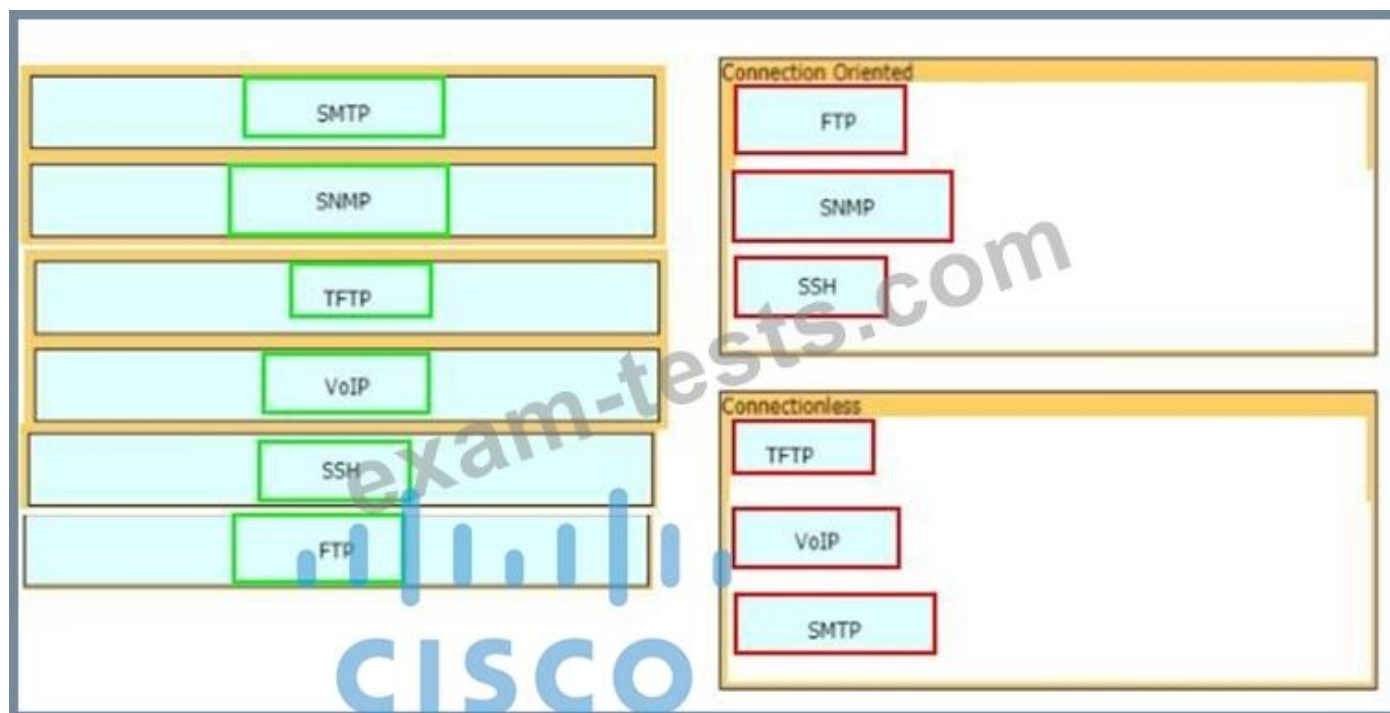 SMTP
SNMP
TFTP
VoIP
SSH
FTP
Connection Oriented
FTP
SNMP
SSH
Connectionless
TFTP
VoIP
SMTP
exam-tests.com
CISCO